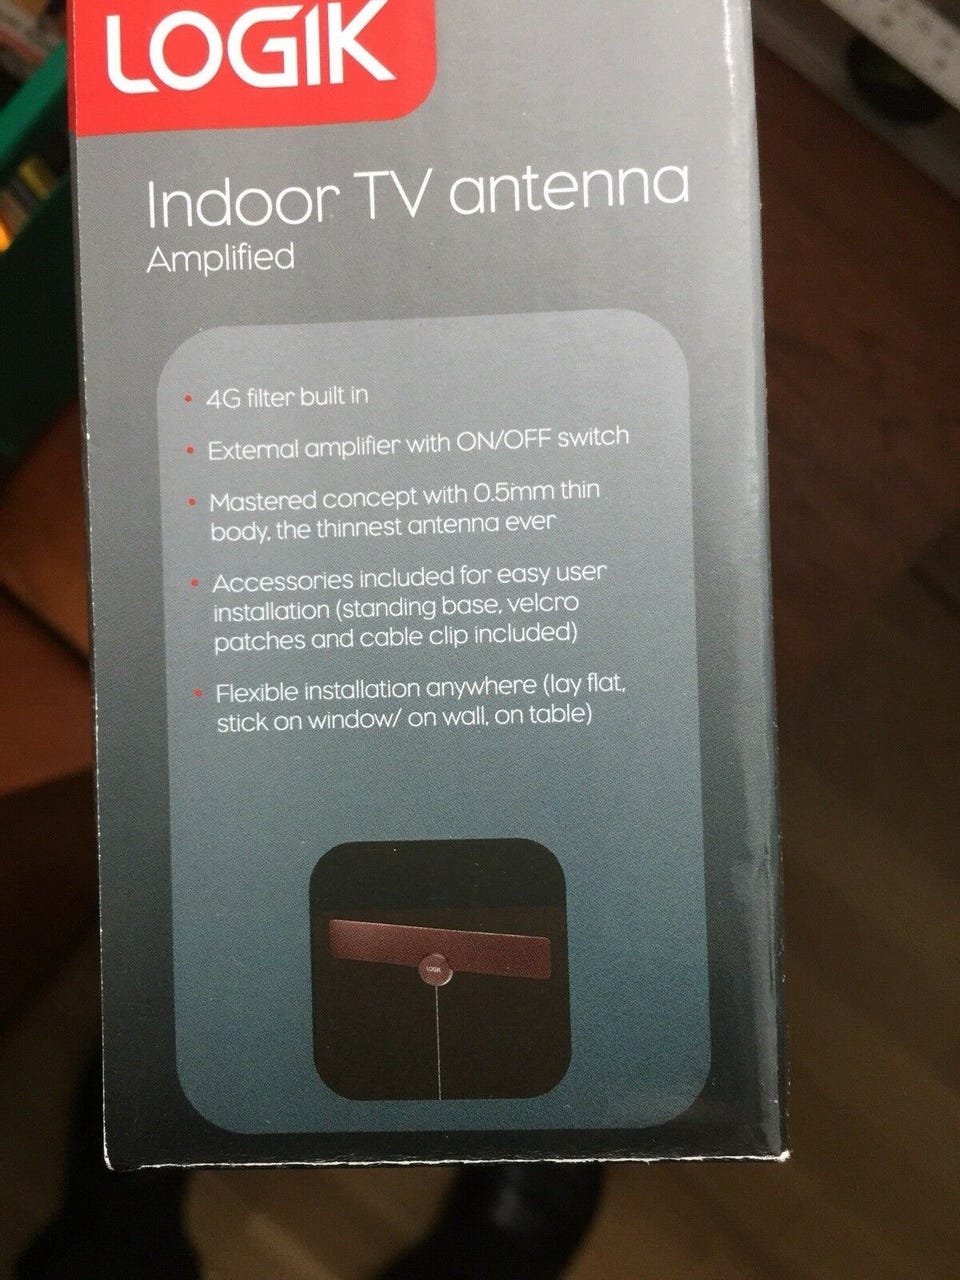 LOGIK
Indoor TV antenna
Amplified
• 4G filter built in
• External amplifier with ON/OFF switch
• Mastered concept with 0.5mm thin
body, the thinnest antenna ever
• Accessories included for easy user
installation (standing base, velcro
patches and cable clip included)
• Flexible installation anywhere (lay flat,
stick on window/ on wall, on table)
LOGIK